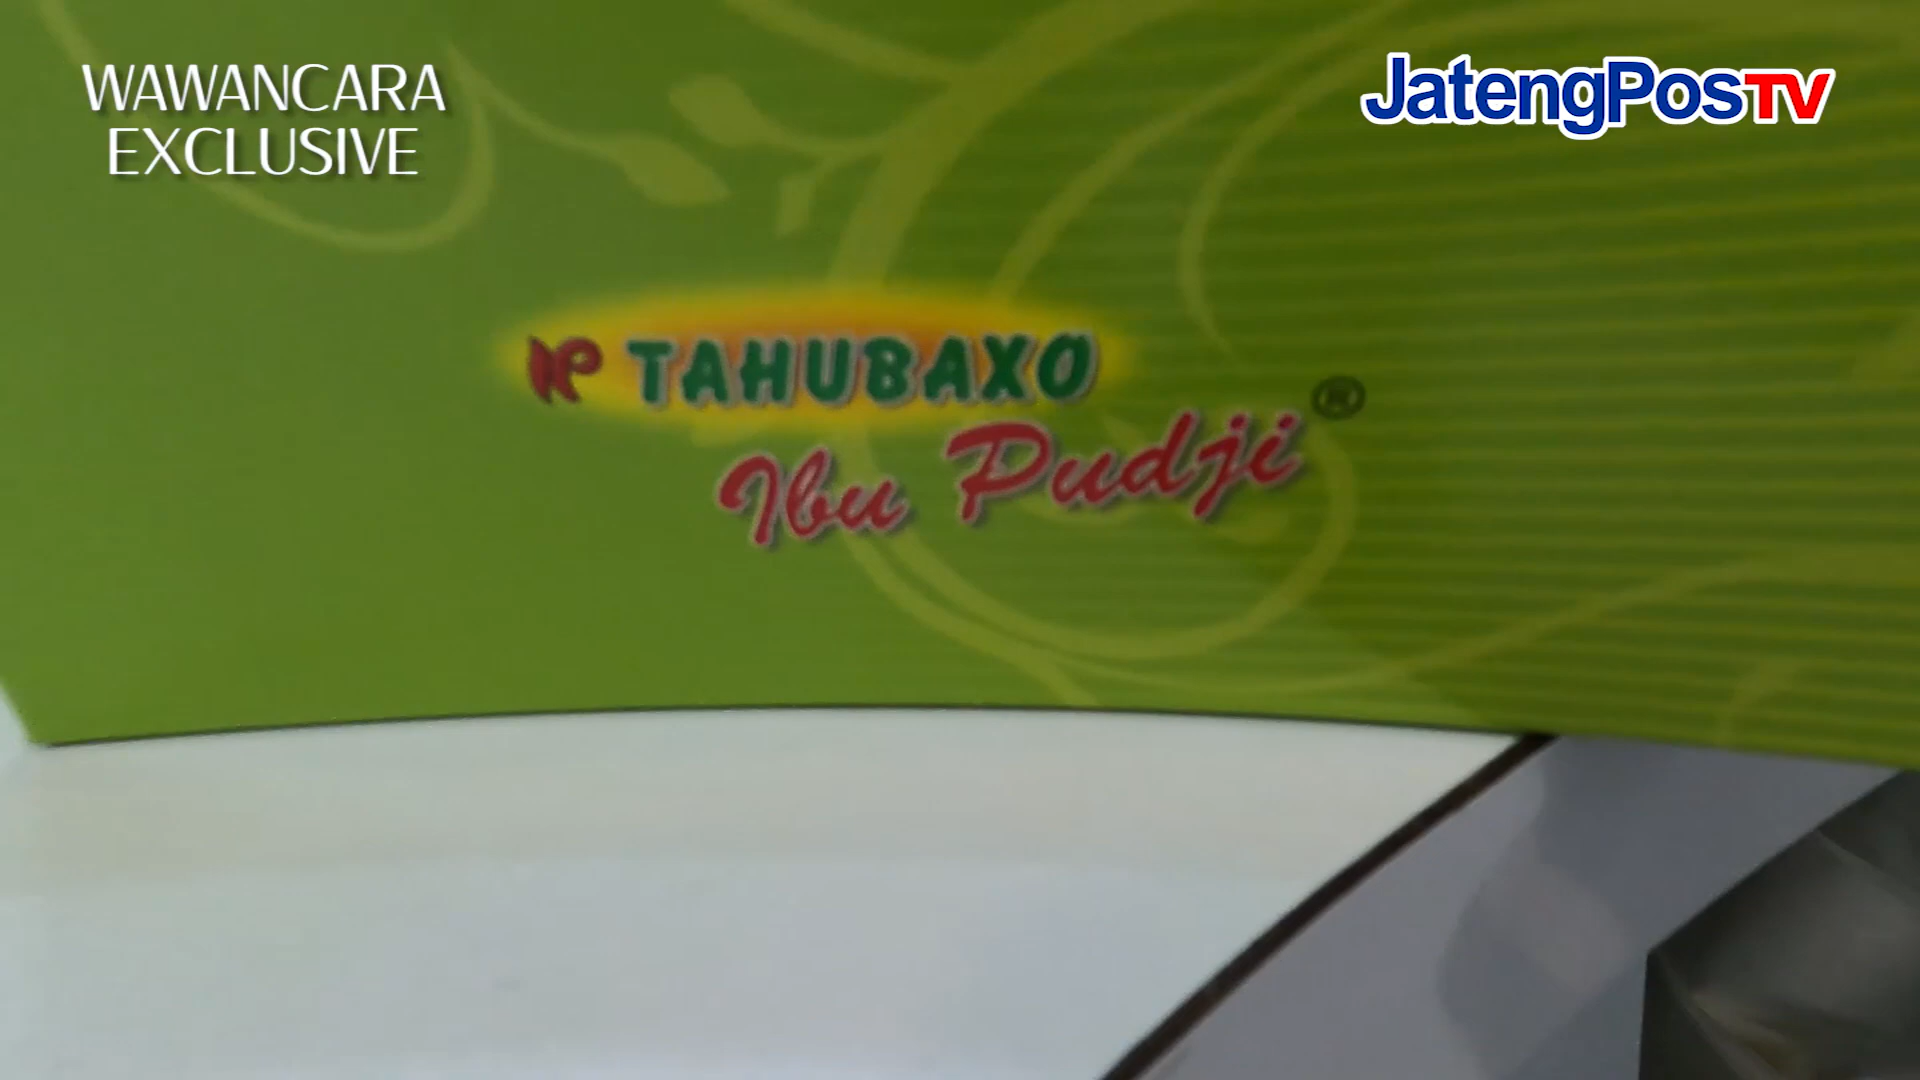 WAWANCARA
EXCLUSIVE
JatengPosTV
TAHUBAXO
Ibu Pudji ®